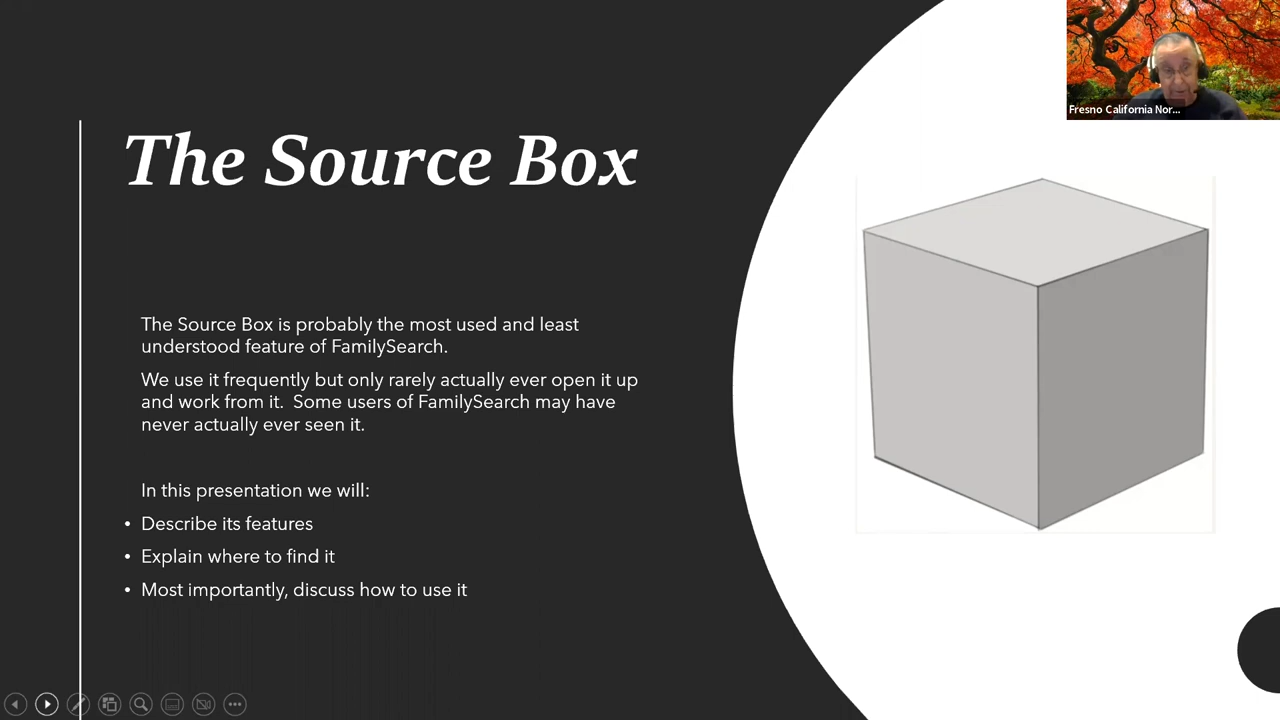 Fresno California Nor...
The Source Box
The Source Box is probably the most used and least
understood feature of FamilySearch.
We use it frequently but only rarely actually ever open it up
and work from it.  Some users of FamilySearch may have
never actually ever seen it.
In this presentation we will:
• Describe its features
• Explain where to find it
• Most importantly, discuss how to use it